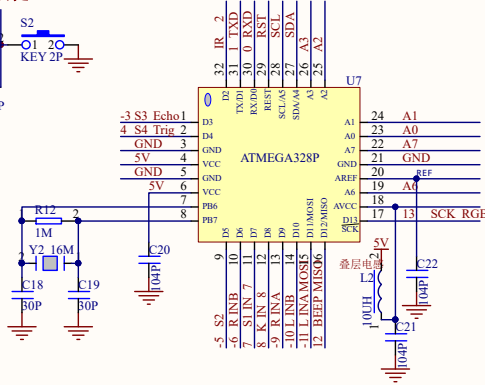 S2
1 2
KEY 2P
P
IR 2
1 TXD
0 RXD
RST
SCL
SDA
A3
A2
32 31 30 29 28 27 26 25
U7
D2 TX/D1 RX/D0 REST SCL/A5 SDA/A4 A3 A2
-3 S3 Echo 1 D3
4 S4 Trig 2 D4
GND 3 GND
5V 4 VCC
GND 5 GND
5V 6 VCC
7 PB6
8 PB7
ATMEGA328P
A1 24 A1
A0 23 A0
A7 22 A7
GND 21 GND
AREF 20 REF
A6 19 A6
AVCC 18
D13 17 13 SCK RGB
SCK
D5 D6 D7 D8 D9 D10 D11/MOSI D12/MISO
9 10 11 12 13 14 15 16
-5 S2
-6 R INB
7 S1 IN 7
8 K IN 8
-9 R INA
-10 L INB
-11 L INA MOSI
12 BEEP MISO
R12
1M
2
Y2 16M
C18
30P
C19
30P
C20
104P
5V
叠层电感
L2
10UH
2
1
C22
104P
C21
104P